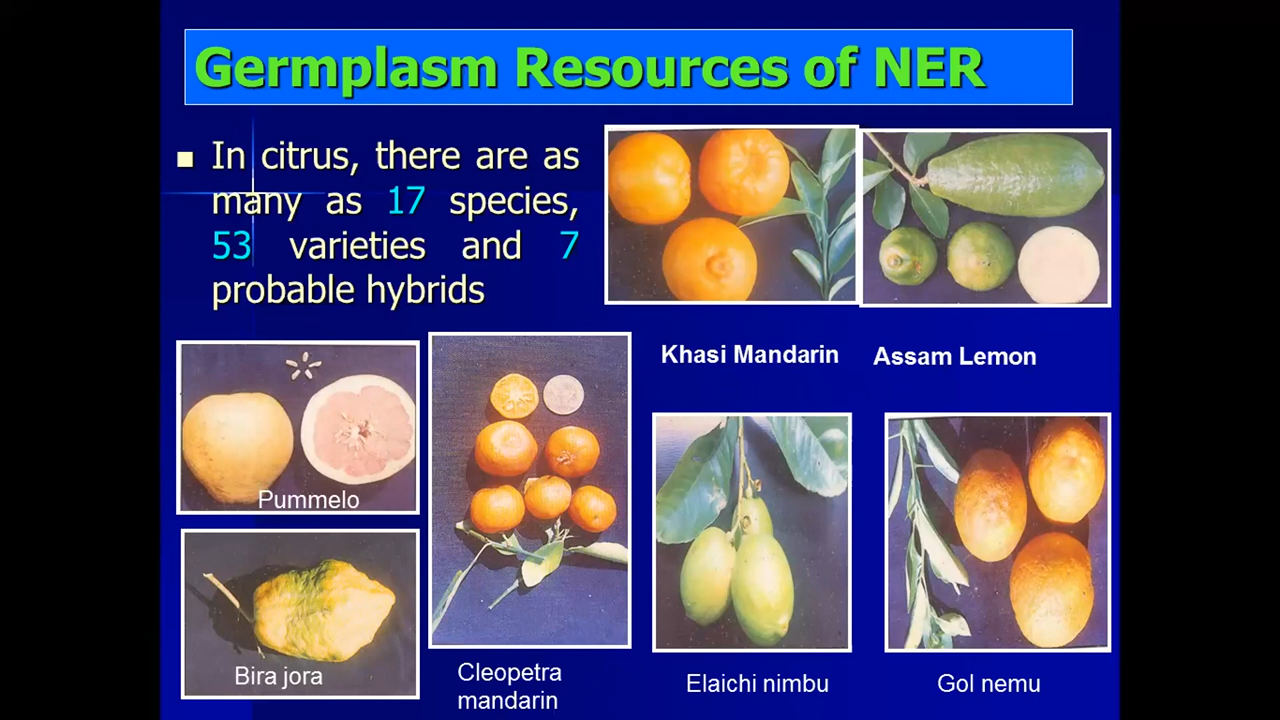 Germplasm Resources of NER
In citrus, there are as
many as 17 species,
53 varieties and 7
probable hybrids
Khasi Mandarin
Assam Lemon
Pummelo
Bira jora
Cleopetra
mandarin
Elaichi nimbu
Gol nemu